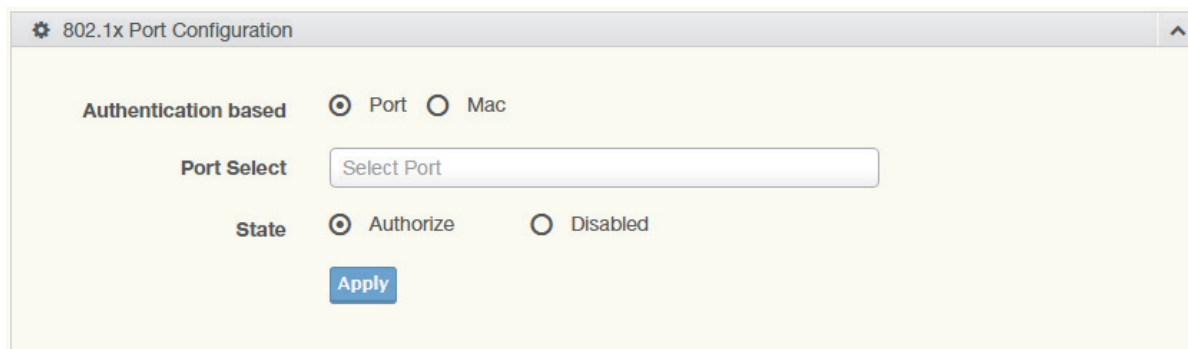 802.1x Port Configuration
Authentication based Port Mac
Port Select Select Port
State Authorize Disabled
Apply